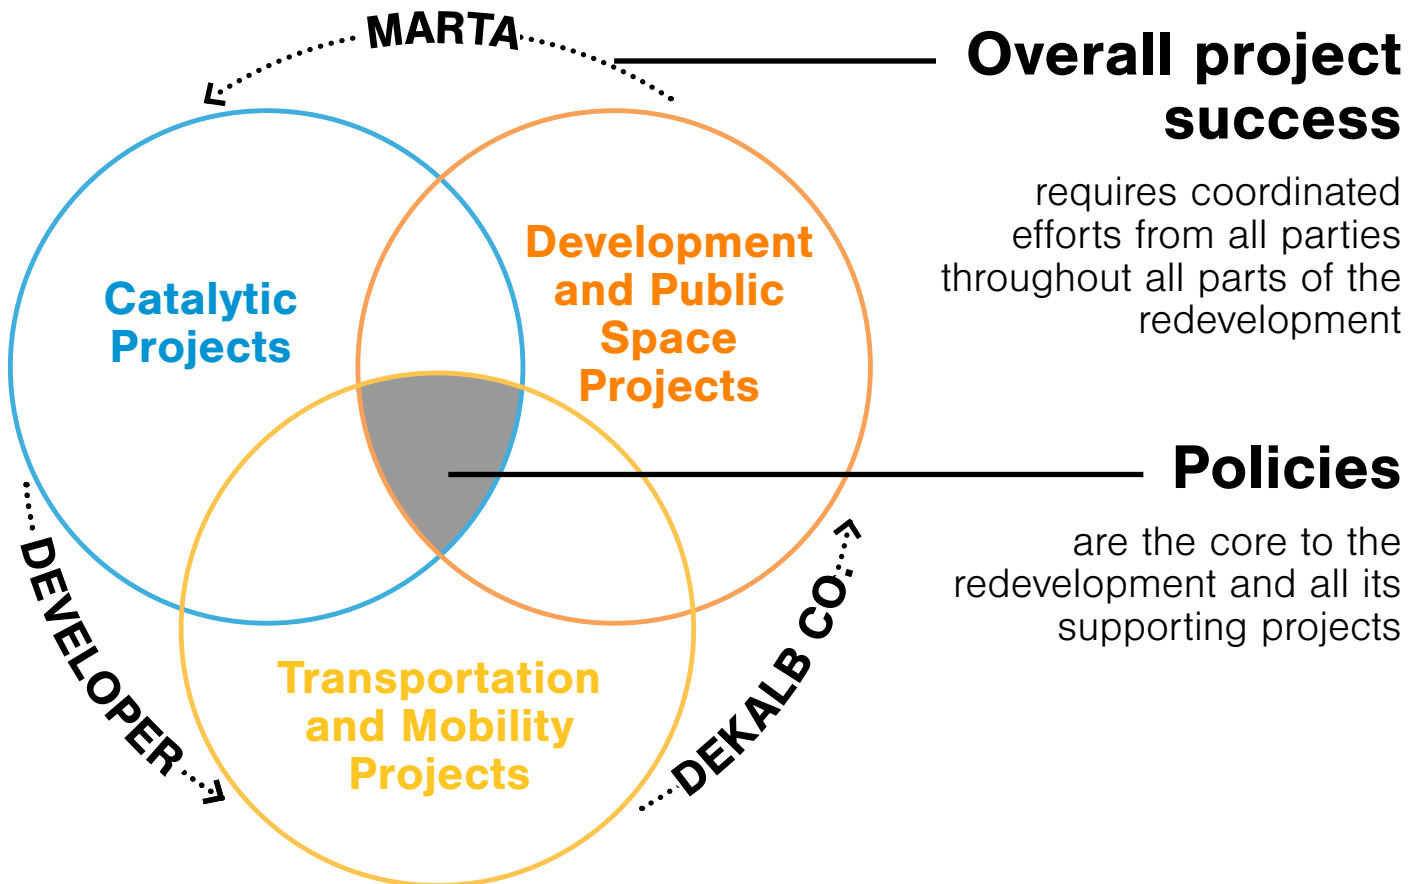 MARTA
Overall project
success
requires coordinated
efforts from all parties
throughout all parts of the
redevelopment
Catalytic
Projects
Development
and Public
Space
Projects
Policies
are the core to the
redevelopment and all its
supporting projects
DEVELOPER
DEKALB CO.
Transportation
and Mobility
Projects